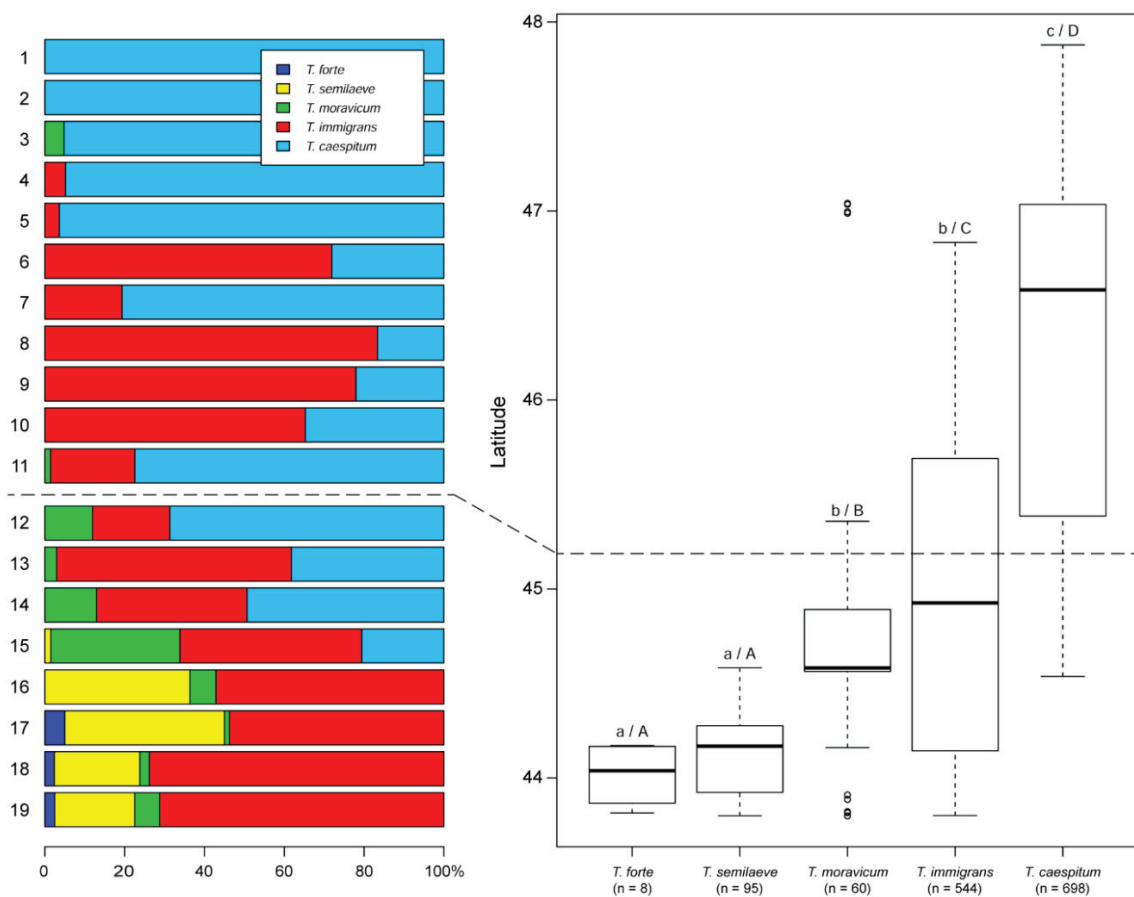 1
2
3
4
5
6
7
8
9
10
11
12
13
14
15
16
17
18
19
T. forte
T. semilaeve
T. moravicum
T. immigrans
T. caespitum
0 20 40 60 80 100%
Latitude
48
47
46
45
44
a / A
a / A
b / B
b / C
c / D
T. forte T. semilaeve T. moravicum T. immigrans T. caespitum
(n = 8) (n = 95) (n = 60) (n = 544) (n = 698)